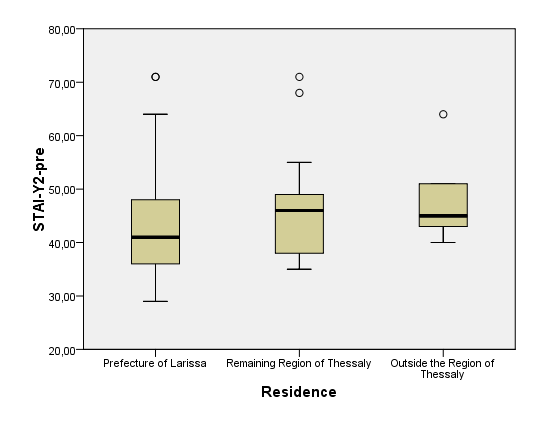 80,00
70,00
60,00
50,00
40,00
30,00
20,00
STAI-Y2-pre
Prefecture of Larissa
Remaining Region of Thessaly
Outside the Region of
Thessaly
Residence